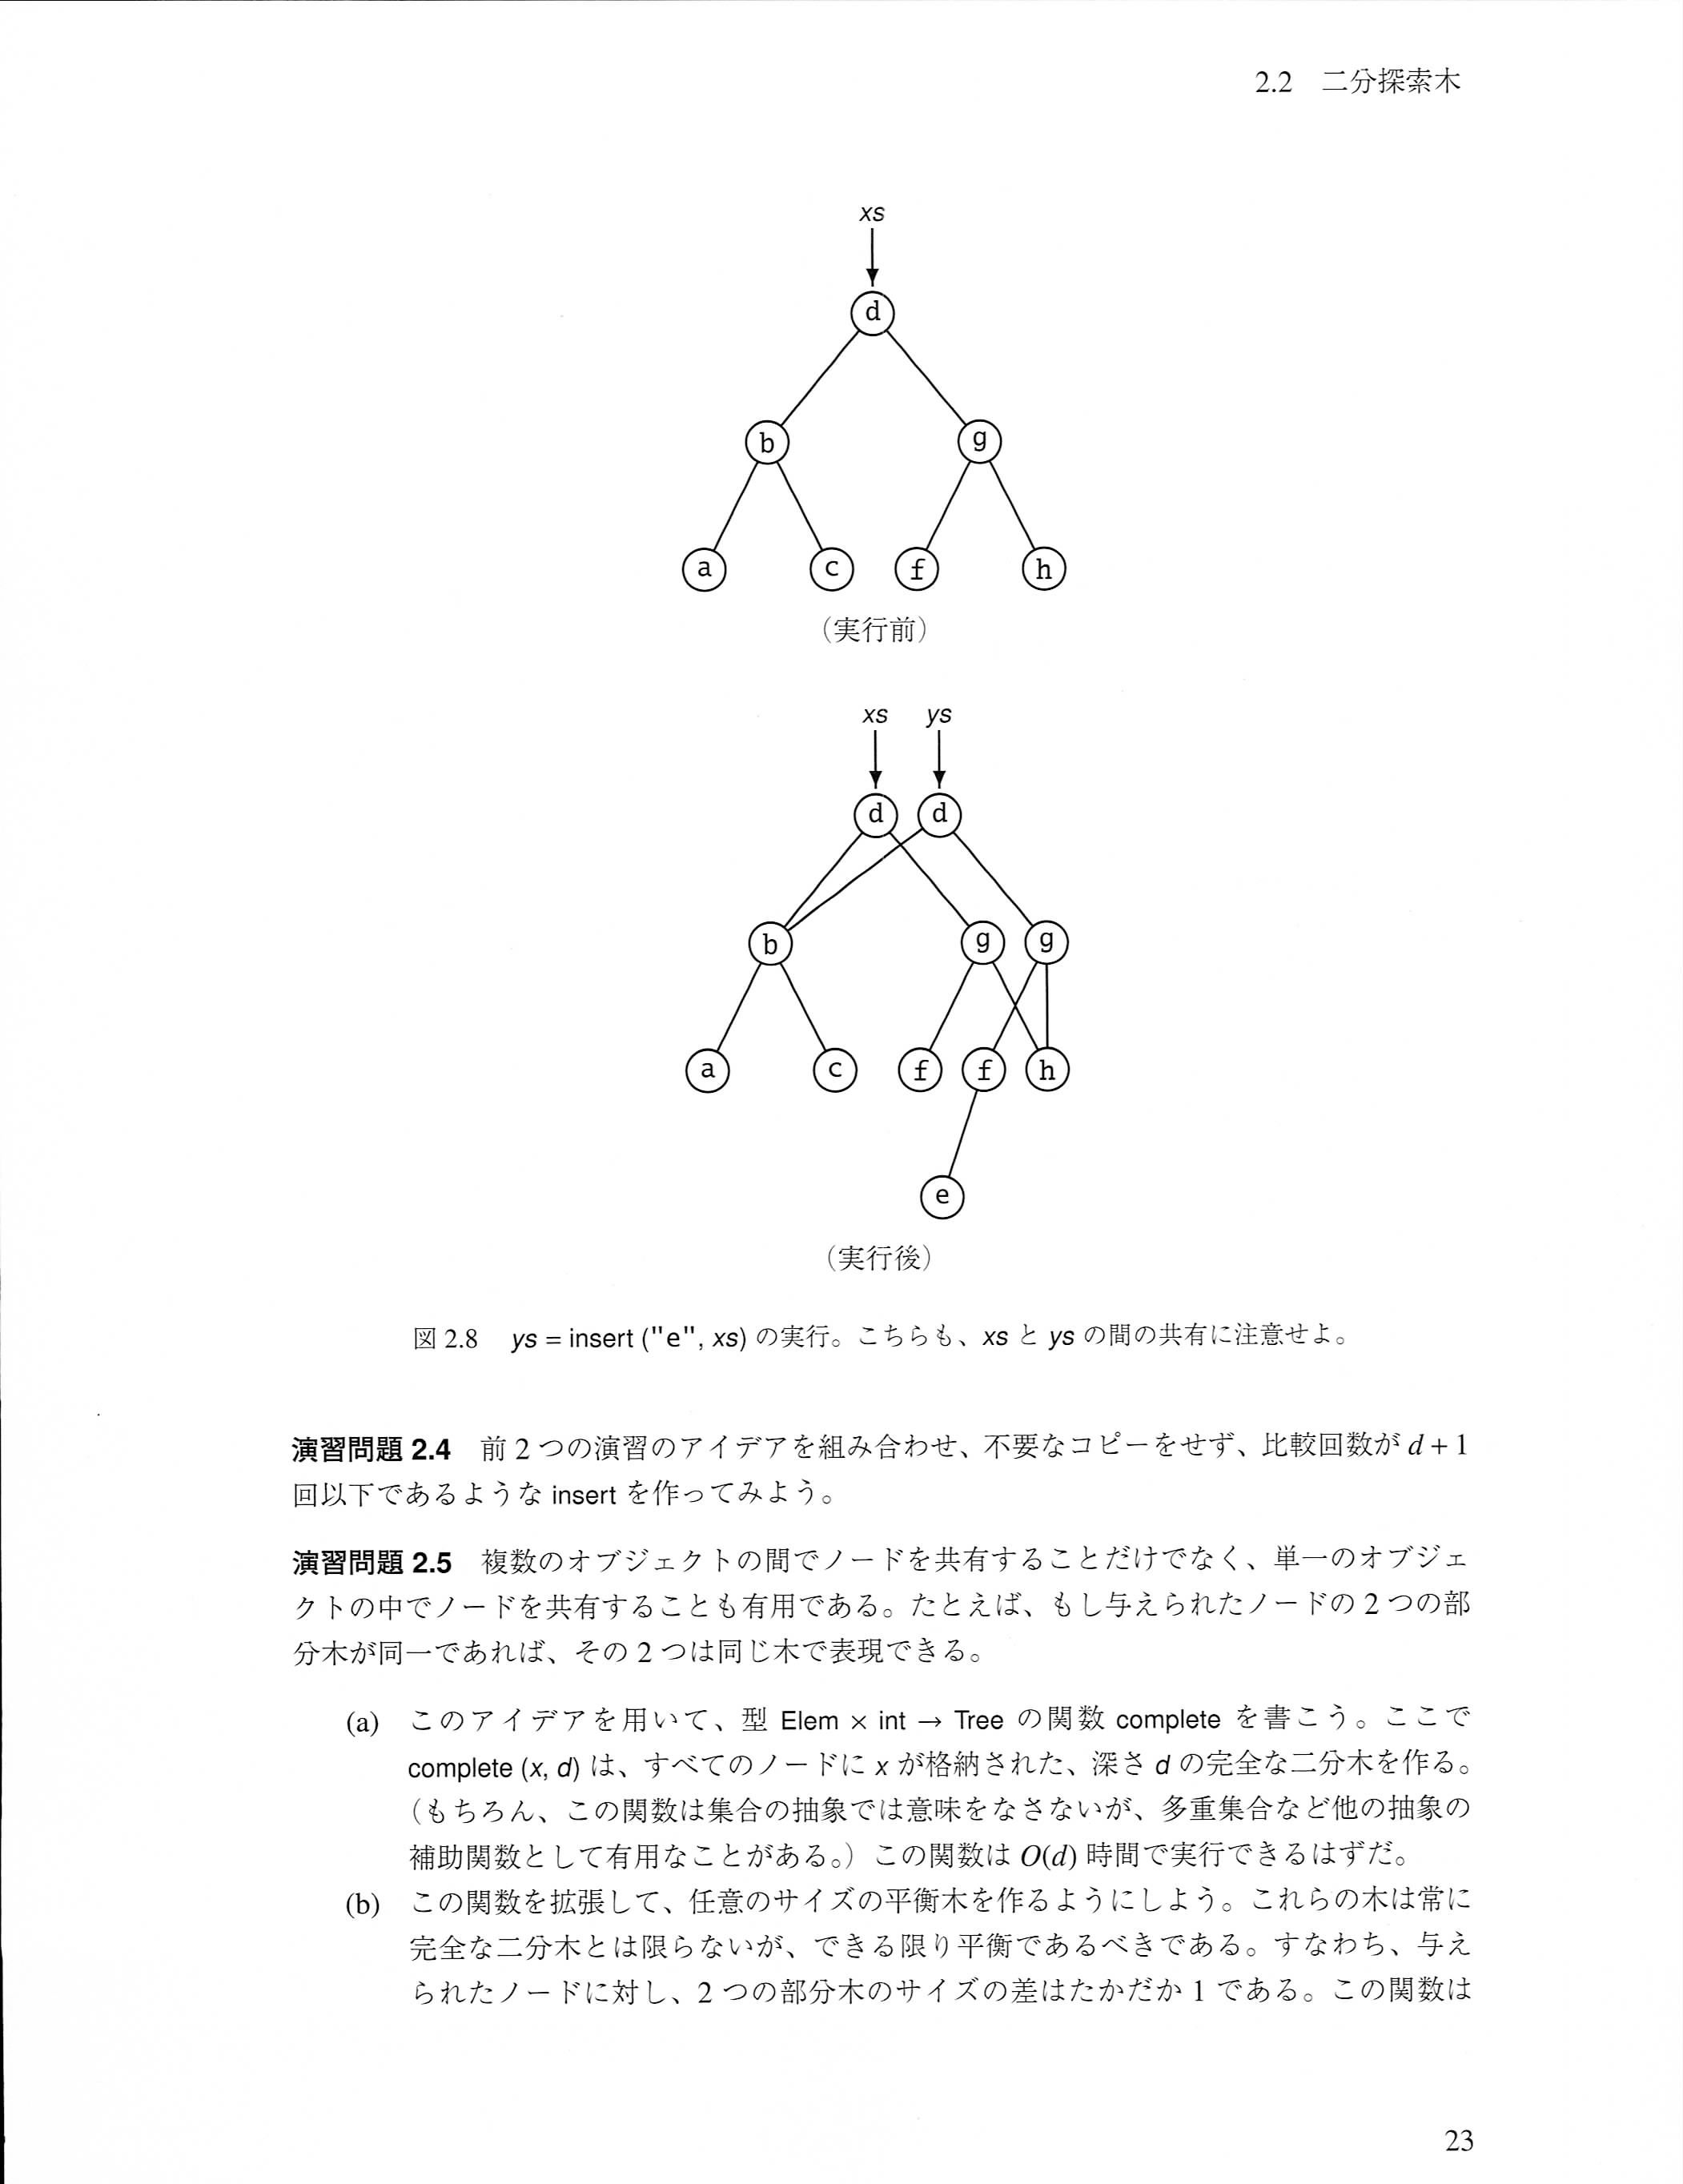 2.2　二分探索木
xs
d
b g
a c f h
（実行前）
xs ys
d d
b g g
a c f f h
e
（実行後）
図 2.8　ys = insert ("e", xs) の実行。こちらも、xs と ys の間の共有に注意せよ。
演習問題 2.4　前 2 つの演習のアイデアを組み合わせ、不要なコピーをせず、比較回数が d + 1
回以下であるような insert を作ってみよう。
演習問題 2.5　複数のオブジェクトの間でノードを共有することだけでなく、単一のオブジェ
クトの中でノードを共有することも有用である。たとえば、もし与えられたノードの 2 つの部
分木が同一であれば、その 2 つは同じ木で表現できる。
(a)　このアイデアを用いて、型 Elem × int → Tree の関数 complete を書こう。ここで
complete (x, d) は、すべてのノードに x が格納された、深さ d の完全な二分木を作る。
（もちろん、この関数は集合の抽象では意味をなさないが、多重集合など他の抽象の
補助関数として有用なことがある。）この関数は O(d) 時間で実行できるはずだ。
(b)　この関数を拡張して、任意のサイズの平衡木を作るようにしよう。これらの木は常に
完全な二分木とは限らないが、できる限り平衡であるべきである。すなわち、与え
られたノードに対し、2 つの部分木のサイズの差はたかだか 1 である。この関数は
23